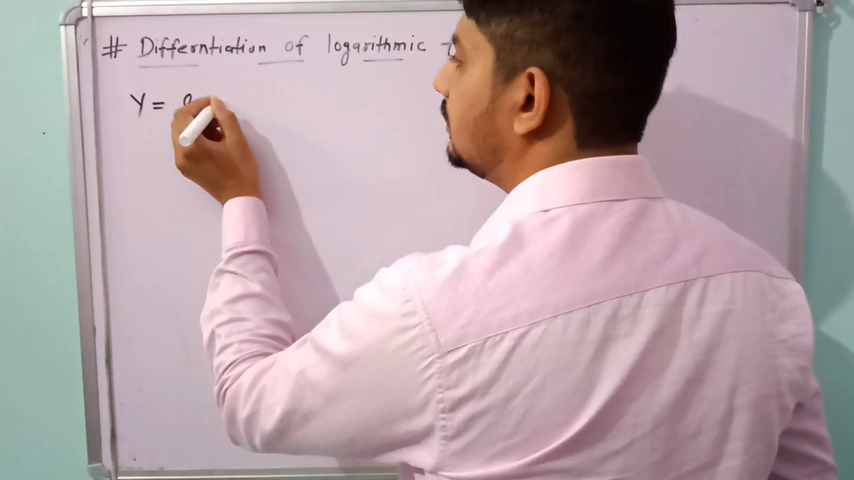 # Differntiation of logarithmic
Y =